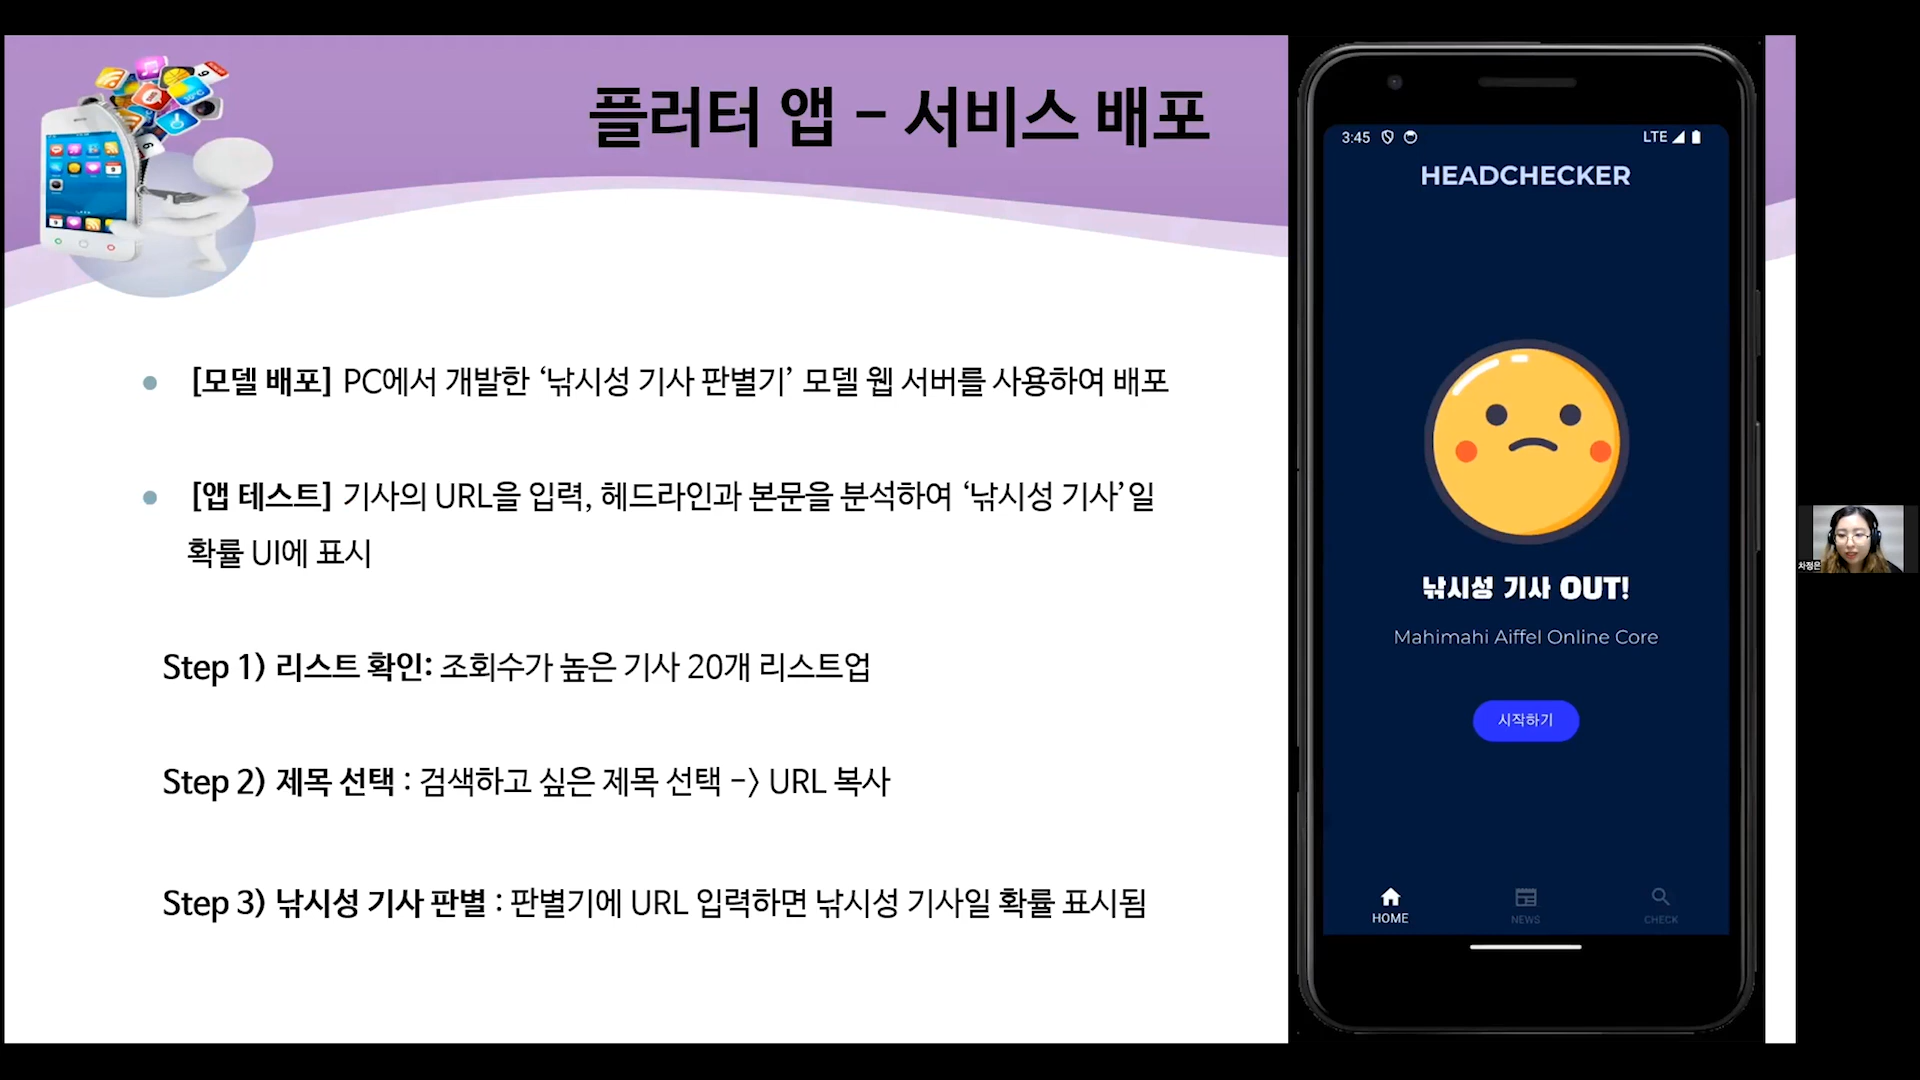 플러터 앱 - 서비스 배포
[모델 배포] PC에서 개발한 ‘낚시성 기사 판별기’ 모델 웹 서버를 사용하여 배포
[앱 테스트] 기사의 URL을 입력, 헤드라인과 본문을 분석하여 ‘낚시성 기사’일
확률 UI에 표시
Step 1) 리스트 확인: 조회수가 높은 기사 20개 리스트업
Step 2) 제목 선택 : 검색하고 싶은 제목 선택 -> URL 복사
Step 3) 낚시성 기사 판별 : 판별기에 URL 입력하면 낚시성 기사일 확률 표시됨
3:45
LTE
HEADCHECKER
낚시성 기사 OUT!
Mahimahi Aiffel Online Core
시작하기
HOME
NEWS
CHECK
차정은